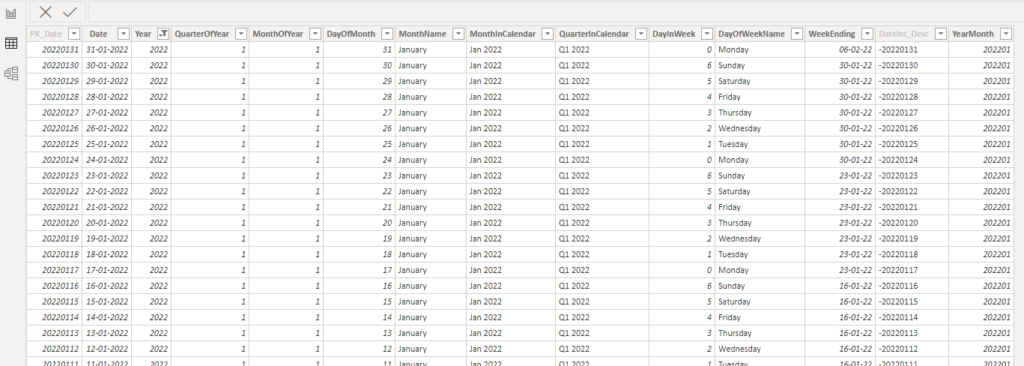 PK_Date Date Year QuarterOfYear MonthOfYear DayOfMonth MonthName MonthInCalendar QuarterInCalendar DayInWeek DayOfWeekName WeekEnding DateInt_Desc YearMonth
20220131 31-01-2022 2022 1 1 31 January Jan 2022 Q1 2022 0 Monday 06-02-22 -20220131 202201
20220130 30-01-2022 2022 1 1 30 January Jan 2022 Q1 2022 6 Sunday 30-01-22 -20220130 202201
20220129 29-01-2022 2022 1 1 29 January Jan 2022 Q1 2022 5 Saturday 30-01-22 -20220129 202201
20220128 28-01-2022 2022 1 1 28 January Jan 2022 Q1 2022 4 Friday 30-01-22 -20220128 202201
20220127 27-01-2022 2022 1 1 27 January Jan 2022 Q1 2022 3 Thursday 30-01-22 -20220127 202201
20220126 26-01-2022 2022 1 1 26 January Jan 2022 Q1 2022 2 Wednesday 30-01-22 -20220126 202201
20220125 25-01-2022 2022 1 1 25 January Jan 2022 Q1 2022 1 Tuesday 30-01-22 -20220125 202201
20220124 24-01-2022 2022 1 1 24 January Jan 2022 Q1 2022 0 Monday 30-01-22 -20220124 202201
20220123 23-01-2022 2022 1 1 23 January Jan 2022 Q1 2022 6 Sunday 23-01-22 -20220123 202201
20220122 22-01-2022 2022 1 1 22 January Jan 2022 Q1 2022 5 Saturday 23-01-22 -20220122 202201
20220121 21-01-2022 2022 1 1 21 January Jan 2022 Q1 2022 4 Friday 23-01-22 -20220121 202201
20220120 20-01-2022 2022 1 1 20 January Jan 2022 Q1 2022 3 Thursday 23-01-22 -20220120 202201
20220119 19-01-2022 2022 1 1 19 January Jan 2022 Q1 2022 2 Wednesday 23-01-22 -20220119 202201
20220118 18-01-2022 2022 1 1 18 January Jan 2022 Q1 2022 1 Tuesday 23-01-22 -20220118 202201
20220117 17-01-2022 2022 1 1 17 January Jan 2022 Q1 2022 0 Monday 23-01-22 -20220117 202201
20220116 16-01-2022 2022 1 1 16 January Jan 2022 Q1 2022 6 Sunday 16-01-22 -20220116 202201
20220115 15-01-2022 2022 1 1 15 January Jan 2022 Q1 2022 5 Saturday 16-01-22 -20220115 202201
20220114 14-01-2022 2022 1 1 14 January Jan 2022 Q1 2022 4 Friday 16-01-22 -20220114 202201
20220113 13-01-2022 2022 1 1 13 January Jan 2022 Q1 2022 3 Thursday 16-01-22 -20220113 202201
20220112 12-01-2022 2022 1 1 12 January Jan 2022 Q1 2022 2 Wednesday 16-01-22 -20220112 202201
20220111 11-01-2022 2022 1 1 11 January Jan 2022 Q1 2022 1 Tuesday 16-01-22 -20220111 202201